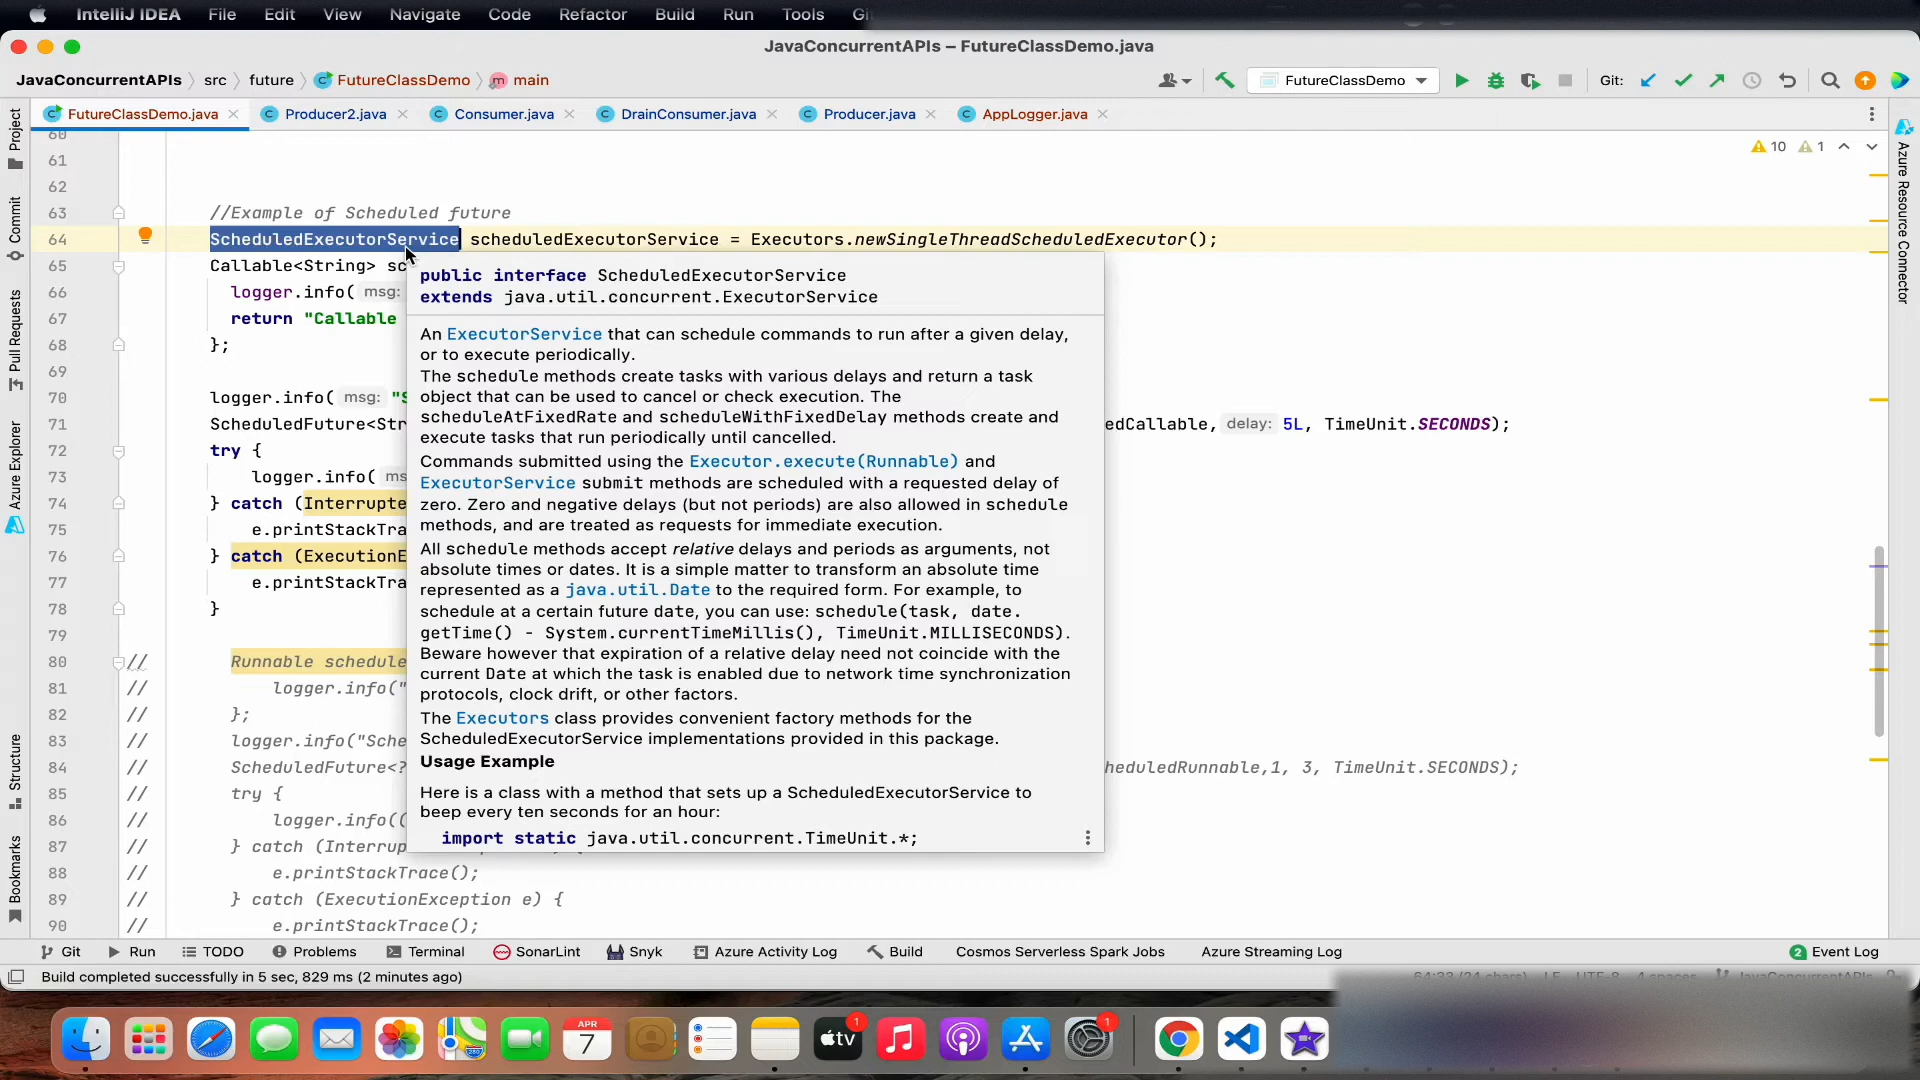 IntelliJ IDEA File Edit View Navigate Code Refactor Build Run Tools
JavaConcurrentAPIs – FutureClassDemo.java
JavaConcurrentAPIs src future FutureClassDemo main
FutureClassDemo Git:
FutureClassDemo.java Producer2.java Consumer.java DrainConsumer.java Producer.java AppLogger.java
Project
Commit
Pull Requests
Azure Explorer
Structure
Bookmarks
Azure Resource Connector
10 1
60
61
62
63 //Example of Scheduled future
64 ScheduledExecutorService scheduledExecutorService = Executors.newSingleThreadScheduledExecutor();
65 Callable<String> sc
66 logger.info( msg:
67 return "Callable
68 };
69
70 logger.info( msg: "S
71 ScheduledFuture<Str edCallable, delay: 5L, TimeUnit.SECONDS);
72 try {
73 logger.info( ms
74 } catch (Interrupte
75 e.printStackTra
76 } catch (ExecutionE
77 e.printStackTra
78 }
79
80 // Runnable schedule
81 // logger.info("
82 // };
83 // logger.info("Sche
84 // ScheduledFuture<? heduledRunnable,1, 3, TimeUnit.SECONDS);
85 // try {
86 // logger.info((
87 // } catch (Interrup
88 // e.printStackTrace();
89 // } catch (ExecutionException e) {
90 // e.printStackTrace();
public interface ScheduledExecutorService
extends java.util.concurrent.ExecutorService
An ExecutorService that can schedule commands to run after a given delay,
or to execute periodically.
The schedule methods create tasks with various delays and return a task
object that can be used to cancel or check execution. The
scheduleAtFixedRate and scheduleWithFixedDelay methods create and
execute tasks that run periodically until cancelled.
Commands submitted using the Executor.execute(Runnable) and
ExecutorService submit methods are scheduled with a requested delay of
zero. Zero and negative delays (but not periods) are also allowed in schedule
methods, and are treated as requests for immediate execution.
All schedule methods accept relative delays and periods as arguments, not
absolute times or dates. It is a simple matter to transform an absolute time
represented as a java.util.Date to the required form. For example, to
schedule at a certain future date, you can use: schedule(task, date.
getTime() - System.currentTimeMillis(), TimeUnit.MILLISECONDS).
Beware however that expiration of a relative delay need not coincide with the
current Date at which the task is enabled due to network time synchronization
protocols, clock drift, or other factors.
The Executors class provides convenient factory methods for the
ScheduledExecutorService implementations provided in this package.
Usage Example
Here is a class with a method that sets up a ScheduledExecutorService to
beep every ten seconds for an hour:
import static java.util.concurrent.TimeUnit.*;
Git Run TODO Problems Terminal SonarLint Snyk Azure Activity Log Build Cosmos Serverless Spark Jobs Azure Streaming Log 2 Event Log
Build completed successfully in 5 sec, 829 ms (2 minutes ago)
APR
7
tv
1
280
1